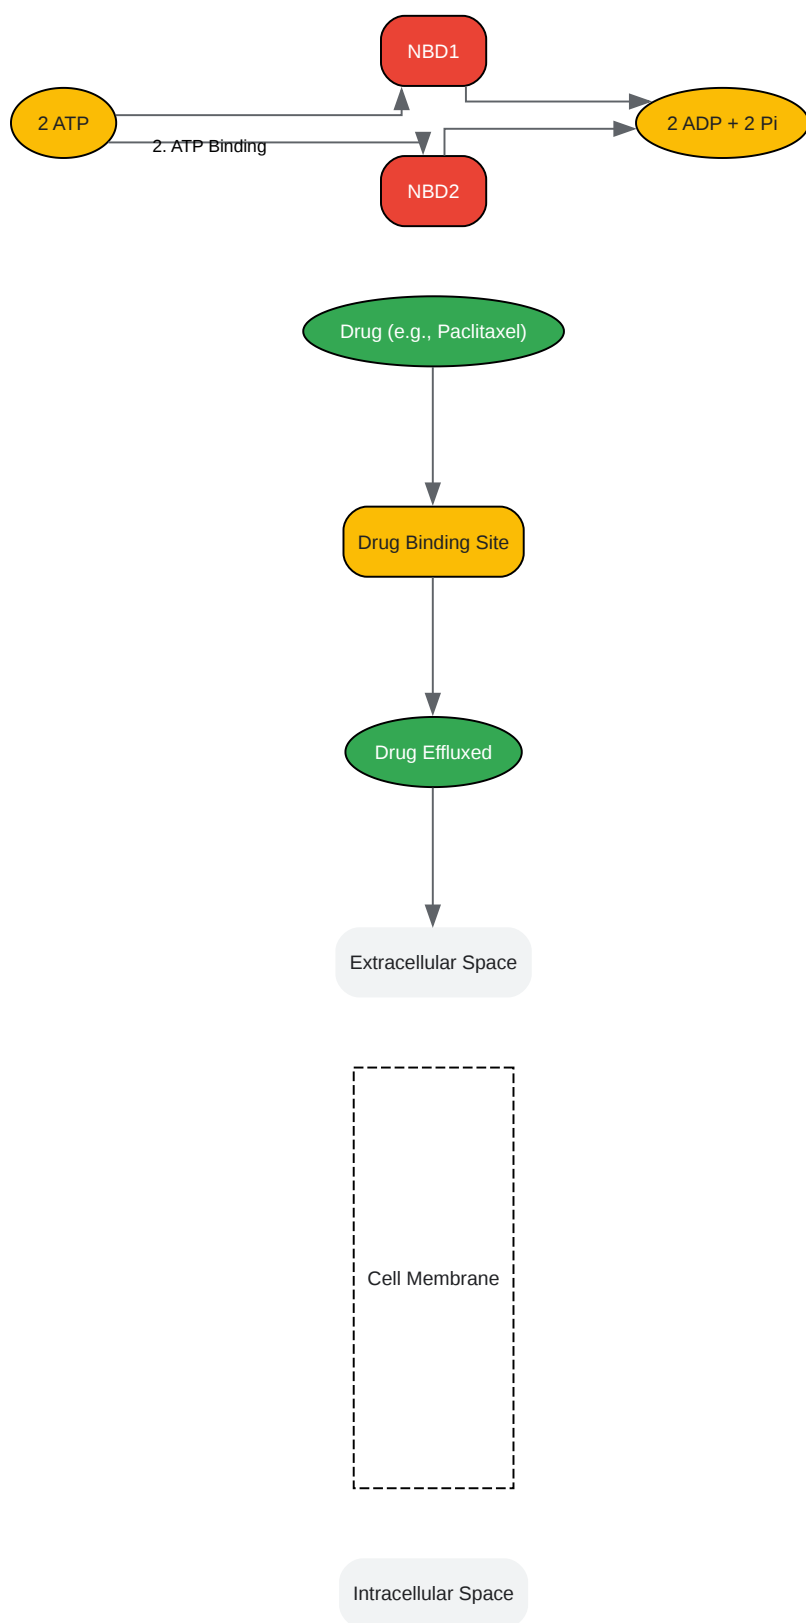 NBD1
2 ATP
2 ADP + 2 Pi
2. ATP Binding
NBD2
Drug (e.g., Paclitaxel)
Drug Binding Site
Drug Effluxed
Extracellular Space
Cell Membrane
Intracellular Space